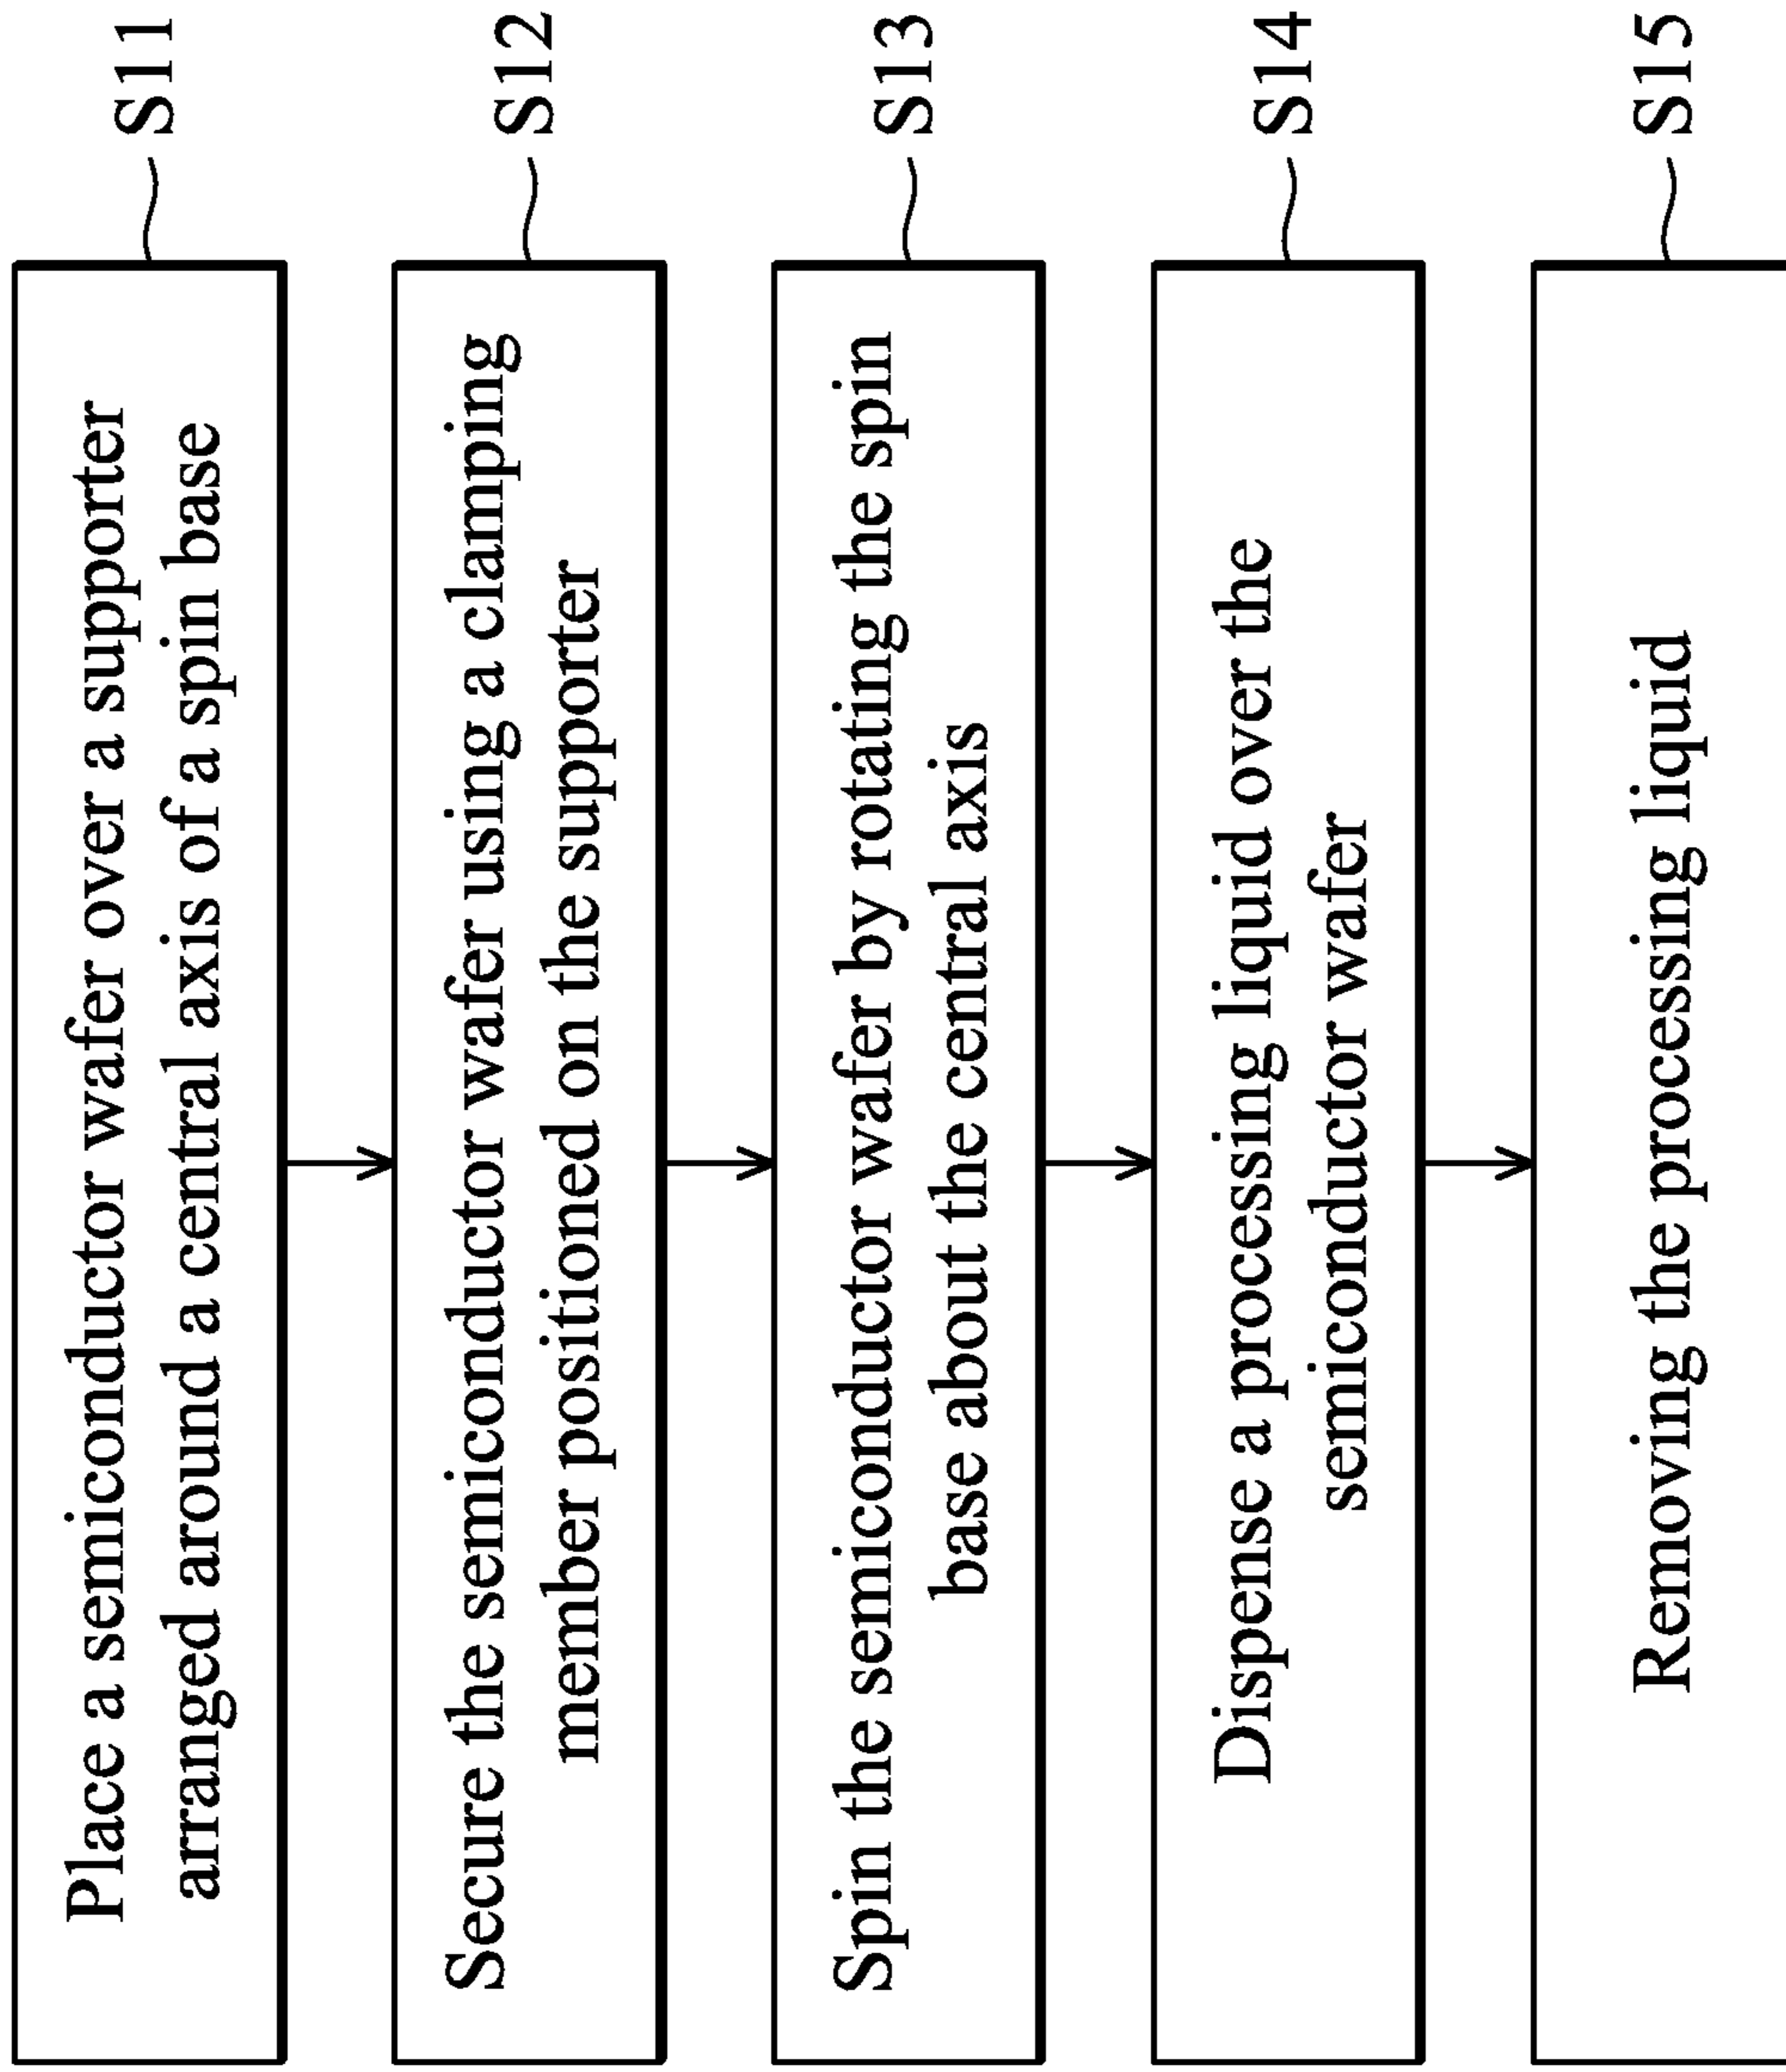 Place a semiconductor wafer over a supporter
arranged around a central axis of a spin base
S11
Secure the semiconductor wafer using a clamping
member positioned on the supporter
S12
Spin the semiconductor wafer by rotating the spin
base about the central axis
S13
Dispense a processing liquid over the
semiconductor wafer
S14
Removing the processing liquid
S15